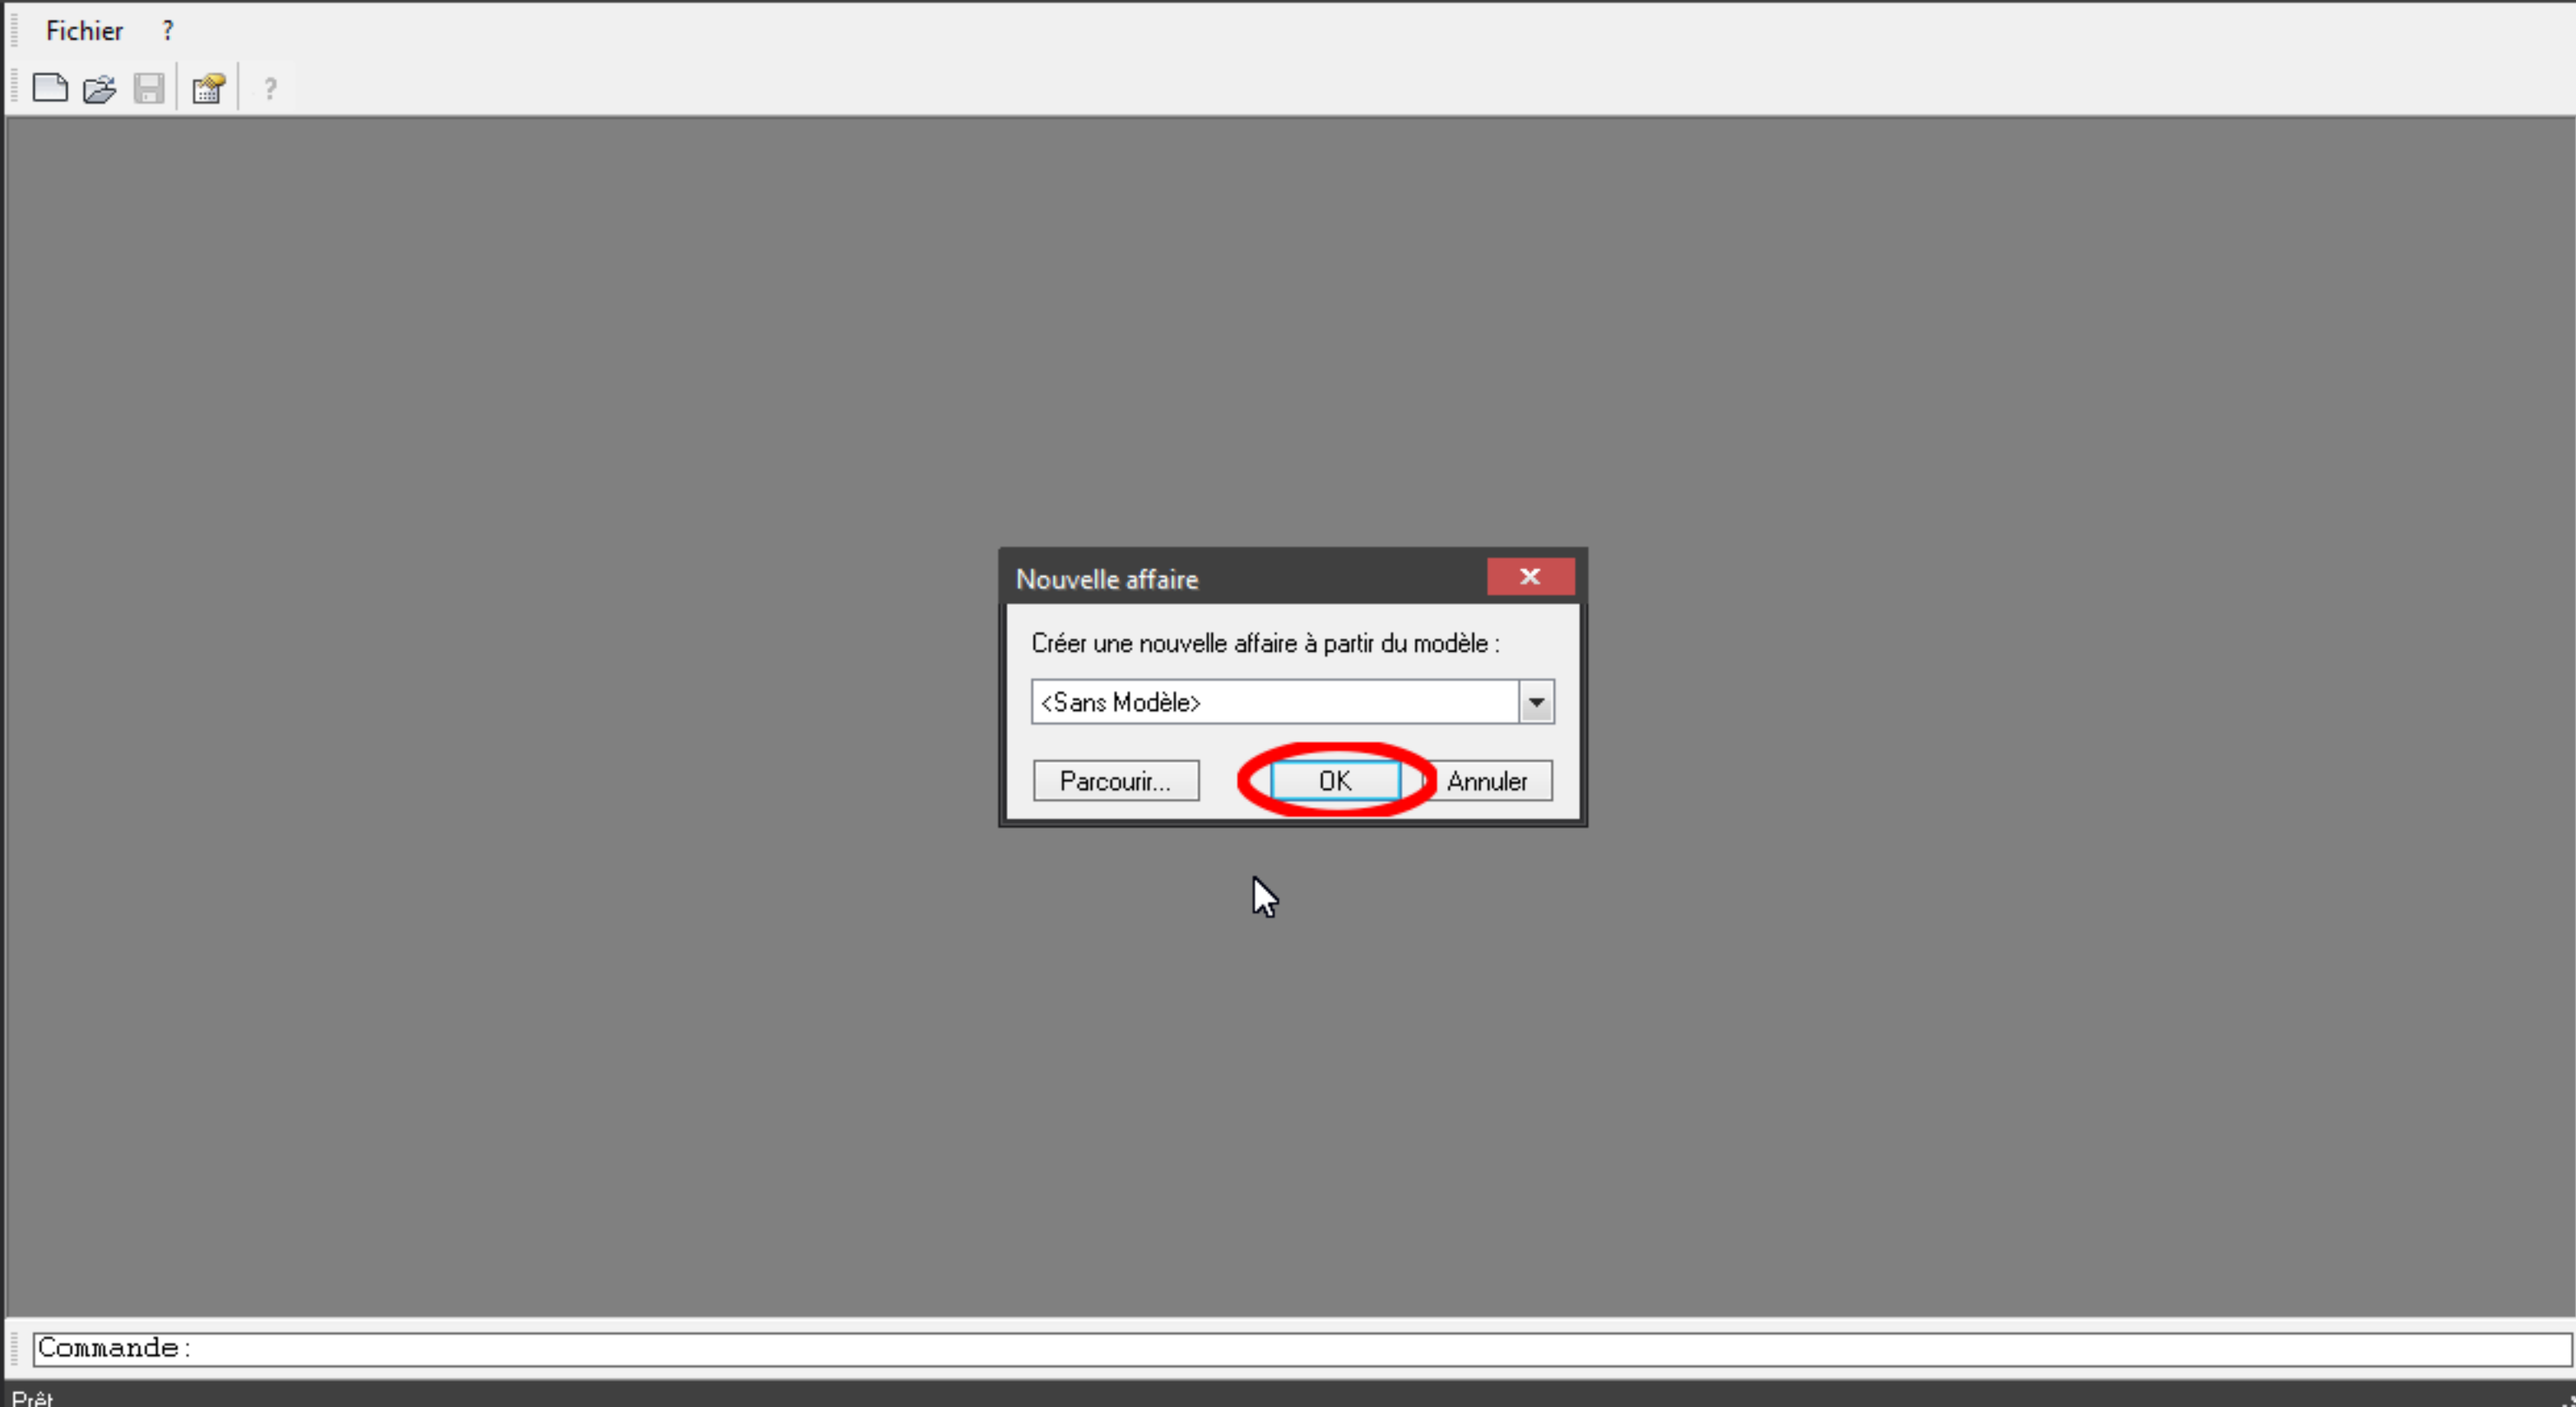 Fichier ?
?
Nouvelle affaire
Créer une nouvelle affaire à partir du modèle :
<Sans Modèle>
Parcourir... OK Annuler
Commande:
Prêt